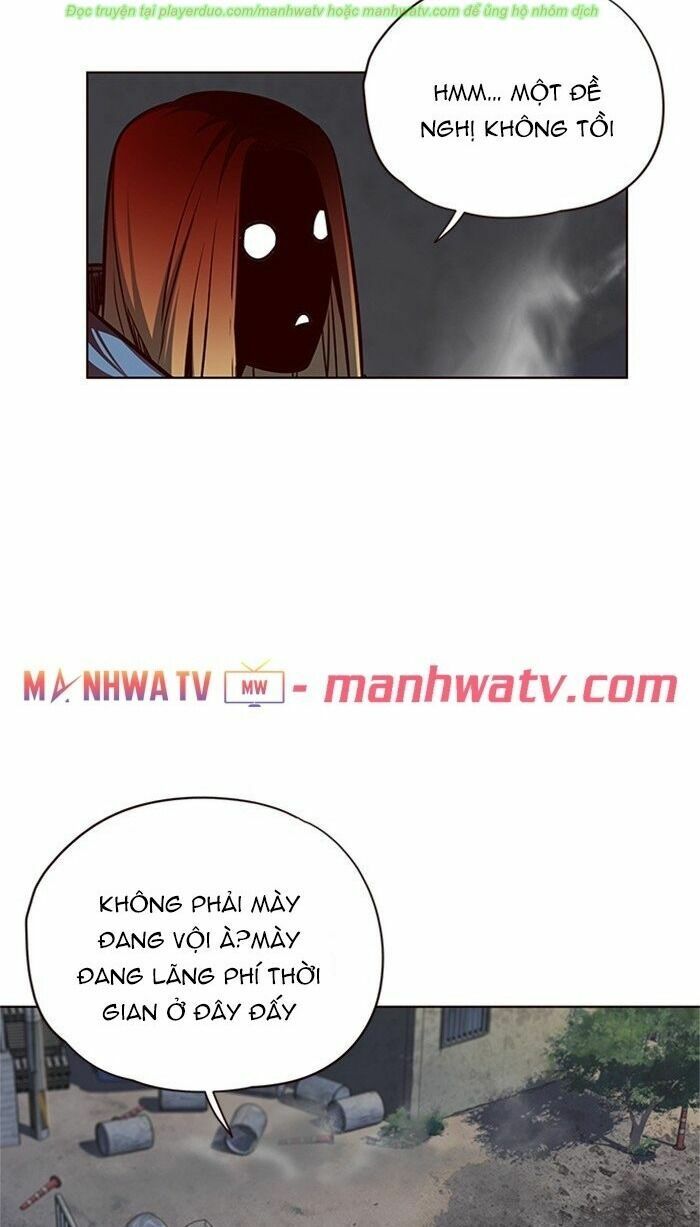 Đọc truyện tại playerduo.com/manhwatv hoặc manhwatv.com để ủng hộ nhóm dịch
HMM... MỘT ĐỀ
NGHỊ KHÔNG TỒI
MANHWA TV MW - manhwatv.com
KHÔNG PHẢI MÀY
ĐANG VỘI À?MÀY
ĐANG LÃNG PHÍ THỜI
GIAN Ở ĐÂY ĐẤY